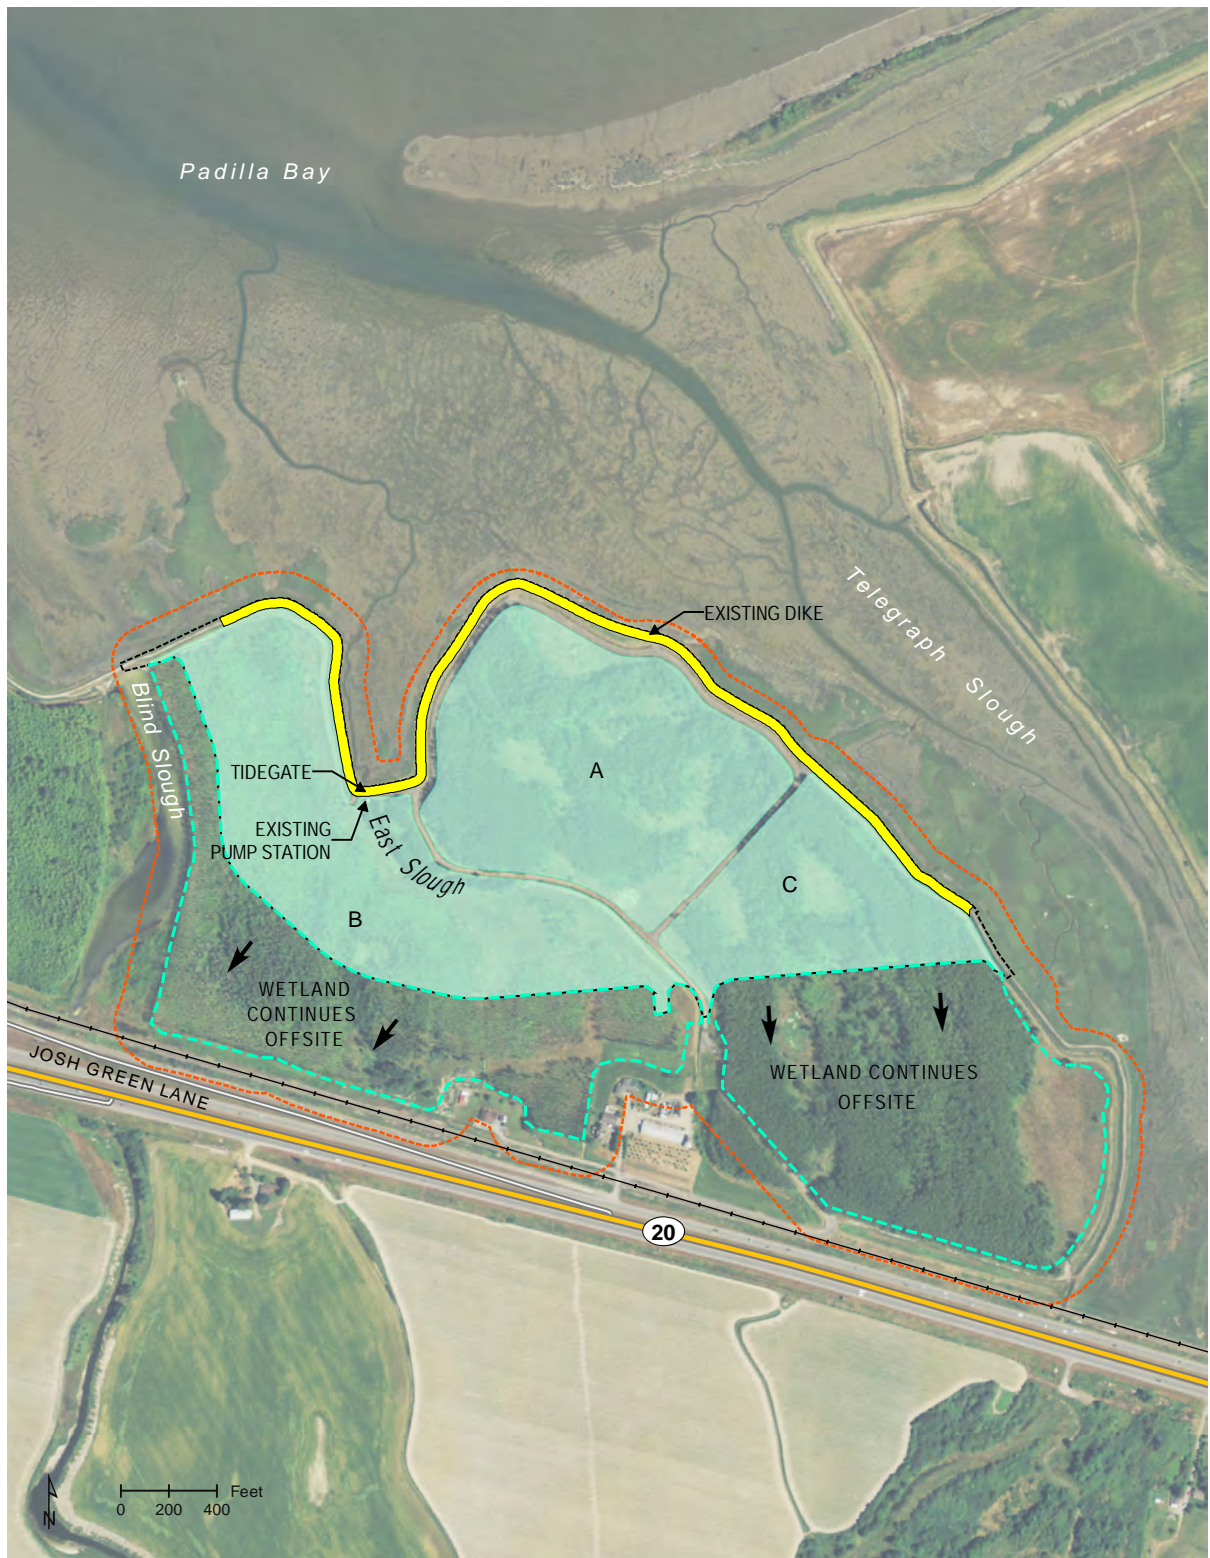 Padilla Bay
EXISTING DIKE
Telegraph Slough
Blind Slough
TIDEGATE
EXISTING
PUMP STATION
East Slough
A
B
C
WETLAND
CONTINUES
OFFSITE
WETLAND CONTINUES
OFFSITE
JOSH GREEN LANE
20
Feet
0 200 400
N